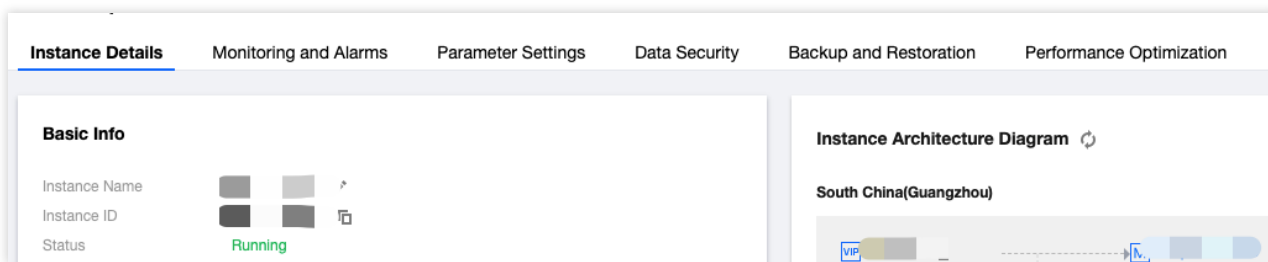 Instance Details Monitoring and Alarms Parameter Settings Data Security Backup and Restoration Performance Optimization
Basic Info
Instance Name
Instance ID
Status Running
Instance Architecture Diagram
South China(Guangzhou)
VIP
M